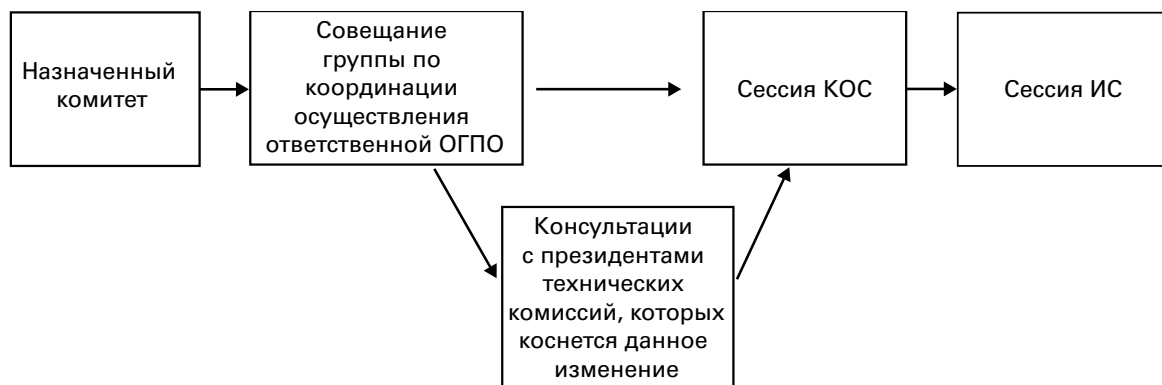 Назначенный
комитет
Совещание
группы по
координации
осуществления
ответственной ОГПО
Сессия КОС
Сессия ИС
Консультации
с президентами
технических
комиссий, которых
коснется данное
изменение